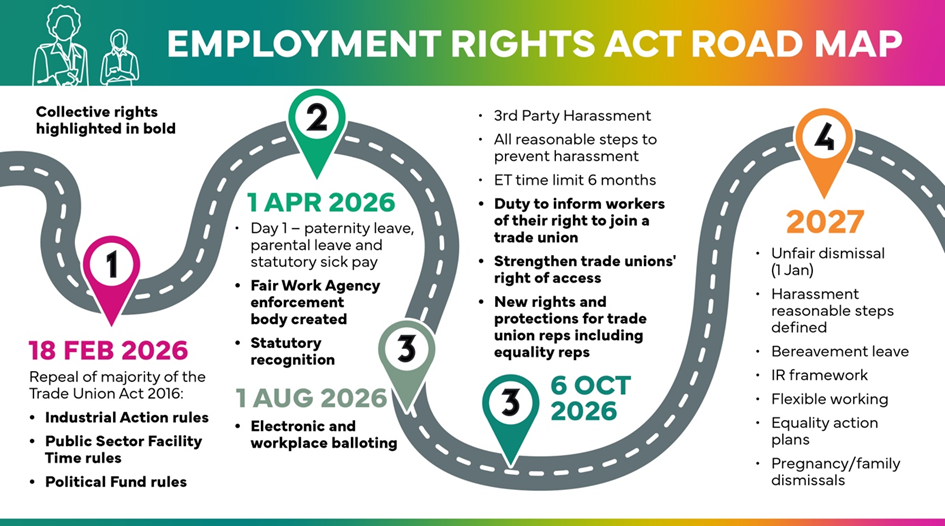 EMPLOYMENT RIGHTS ACT ROAD MAP
Collective rights
highlighted in bold
1
18 FEB 2026
Repeal of majority of the
Trade Union Act 2016:
• Industrial Action rules
• Public Sector Facility
Time rules
• Political Fund rules
2
1 APR 2026
• Day 1 – paternity leave,
parental leave and
statutory sick pay
• Fair Work Agency
enforcement
body created
• Statutory
recognition
3
1 AUG 2026
• Electronic and
workplace balloting
• 3rd Party Harassment
• All reasonable steps to
prevent harassment
• ET time limit 6 months
• Duty to inform workers
of their right to join a
trade union
• Strengthen trade unions'
right of access
• New rights and
protections for trade
union reps including
equality reps
3
6 OCT
2026
4
2027
• Unfair dismissal
(1 Jan)
• Harassment
reasonable steps
defined
• Bereavement leave
• IR framework
• Flexible working
• Equality action
plans
• Pregnancy/family
dismissals